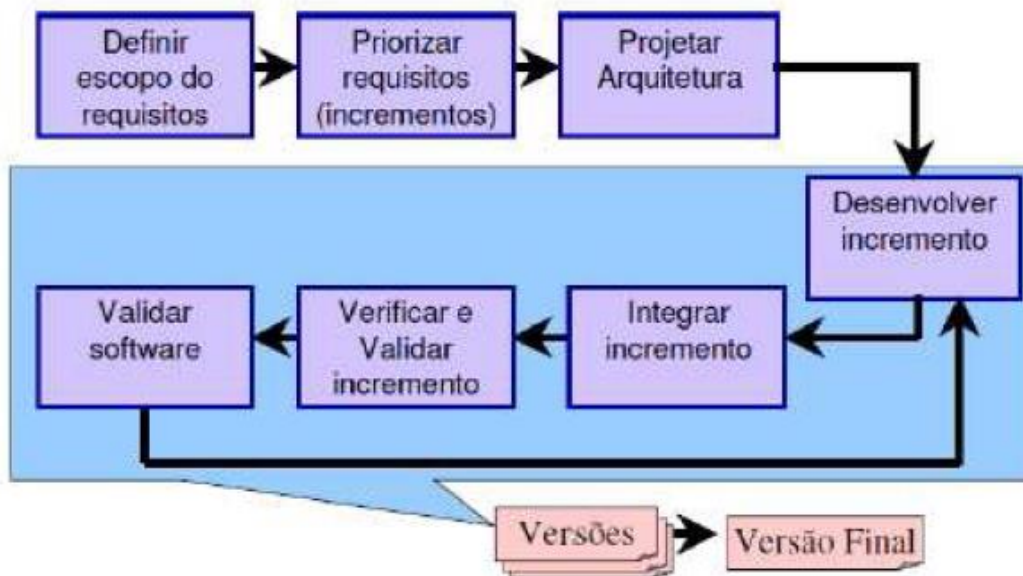 Definir
escopo do
requisitos
Priorizar
requisitos
(incrementos)
Projetar
Arquitetura
Desenvolver
incremento
Validar
software
Verificar e
Validar
incremento
Integrar
incremento
Versões
Versão Final